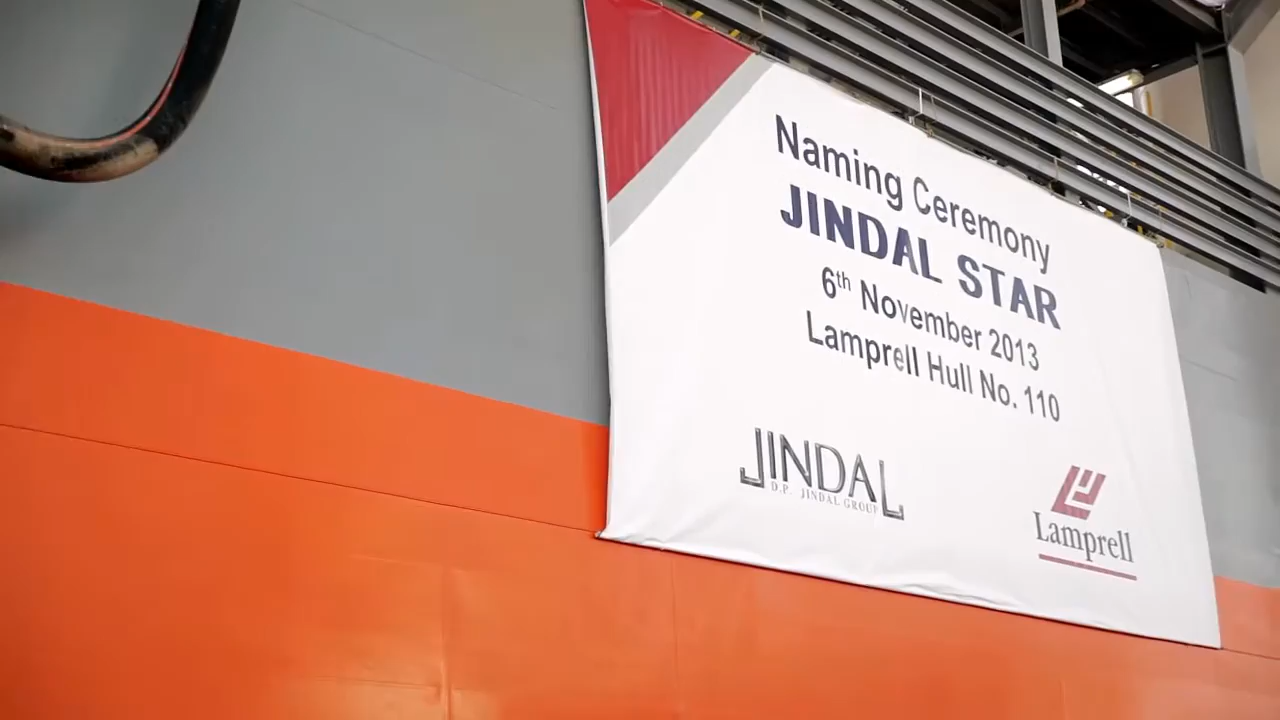 Naming Ceremony
JINDAL STAR
6th November 2013
Lamprell Hull No. 110
JINDAL
D.P. JINDAL GROUP
Lamprell